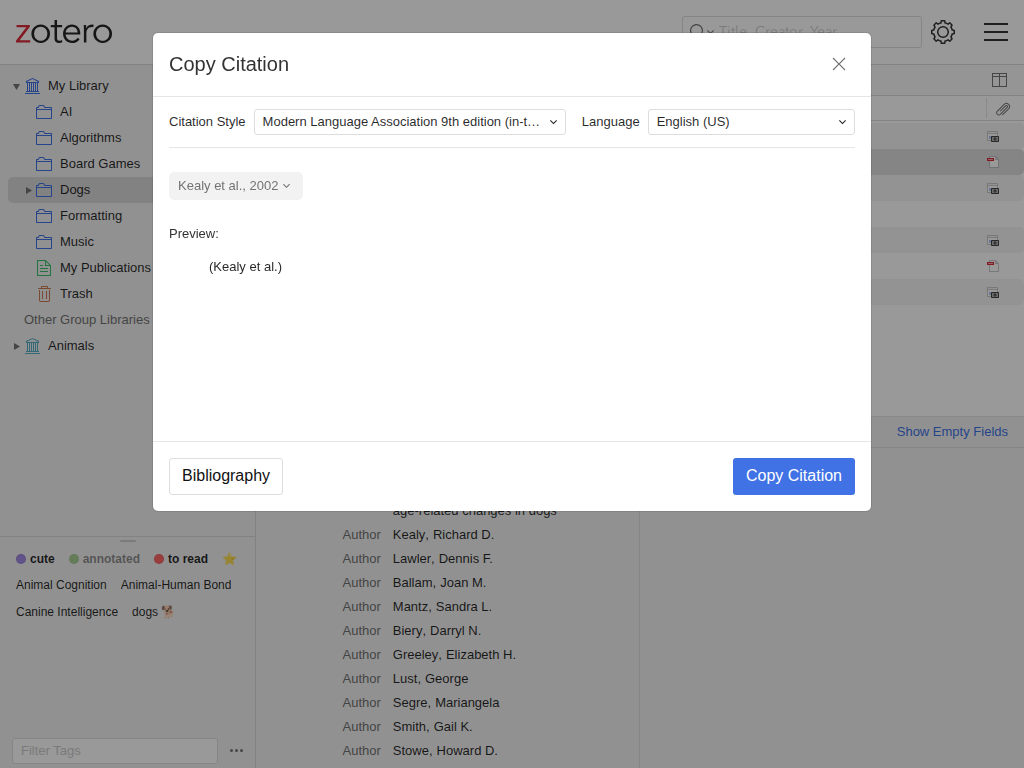 zotero
Title, Creator, Year
Copy Citation
Citation Style
Modern Language Association 9th edition (in-t...
Language
English (US)
Kealy et al., 2002
Preview:
(Kealy et al.)
Bibliography
Copy Citation
My Library
AI
Algorithms
Board Games
Dogs
Formatting
Music
My Publications
Trash
Other Group Libraries
Animals
Show Empty Fields
age-related changes in dogs
Author Kealy, Richard D.
Author Lawler, Dennis F.
Author Ballam, Joan M.
Author Mantz, Sandra L.
Author Biery, Darryl N.
Author Greeley, Elizabeth H.
Author Lust, George
Author Segre, Mariangela
Author Smith, Gail K.
Author Stowe, Howard D.
cute annotated to read ⭐
Animal Cognition Animal-Human Bond
Canine Intelligence dogs 🐕
Filter Tags